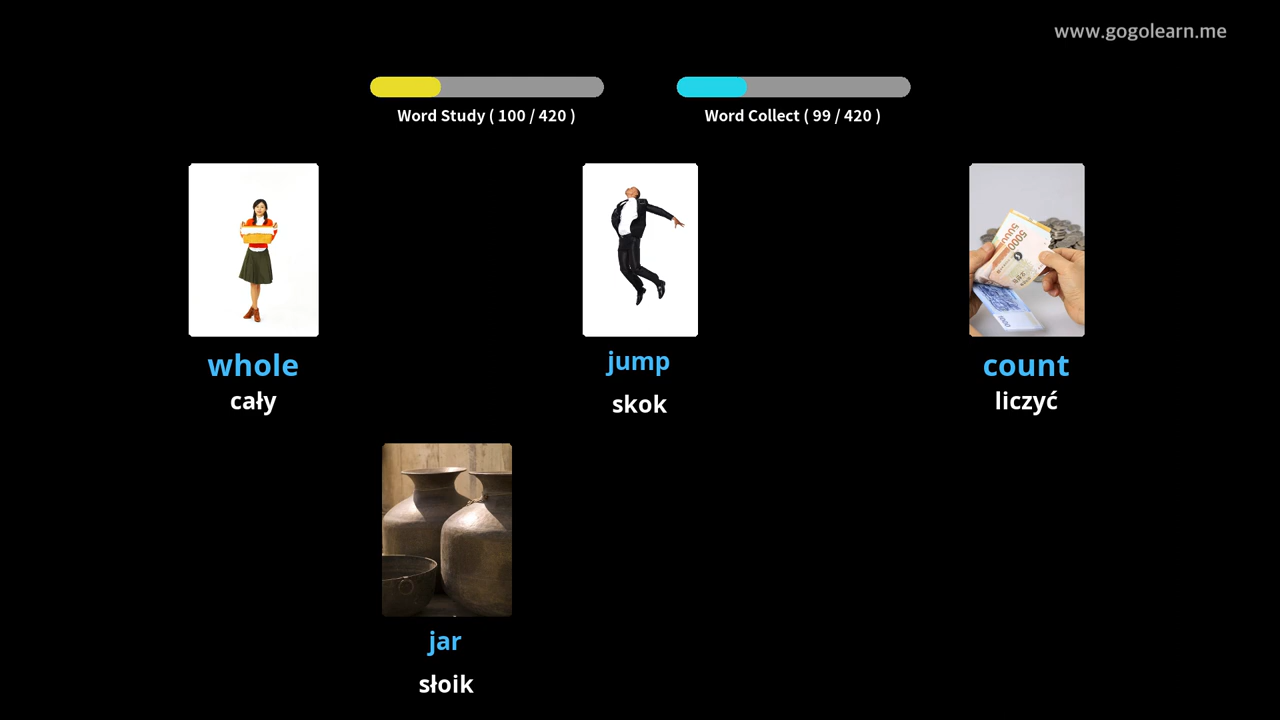 www.gogolearn.me
Word Study ( 100 / 420 )
Word Collect ( 99 / 420 )
whole
cały
jump
skok
count
liczyć
jar
słoik